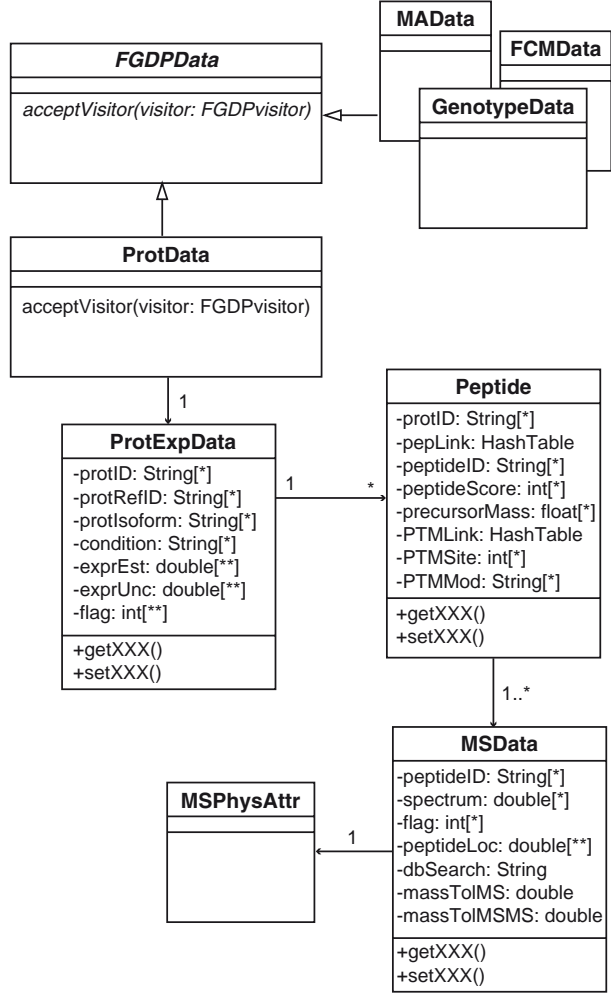 FGDPData
acceptVisitor(visitor: FGDPvisitor)
MAData
FCMData
GenotypeData
ProtData
acceptVisitor(visitor: FGDPvisitor)
1
ProtExpData
-protID: String[*]
-protRefID: String[*]
-protIsoform: String[*]
-condition: String[*]
-exprEst: double[**]
-exprUnc: double[**]
-flag: int[**]
+getXXX()
+setXXX()
1
*
Peptide
-protID: String[*]
-pepLink: HashTable
-peptideID: String[*]
-peptideScore: int[*]
-precursorMass: float[*]
-PTMLink: HashTable
-PTMSite: int[*]
-PTMMod: String[*]
+getXXX()
+setXXX()
1..*
MSData
-peptideID: String[*]
-spectrum: double[*]
-flag: int[*]
-peptideLoc: double[**]
-dbSearch: String
-massTolMS: double
-massTolMSMS: double
+getXXX()
+setXXX()
1
MSPhysAttr